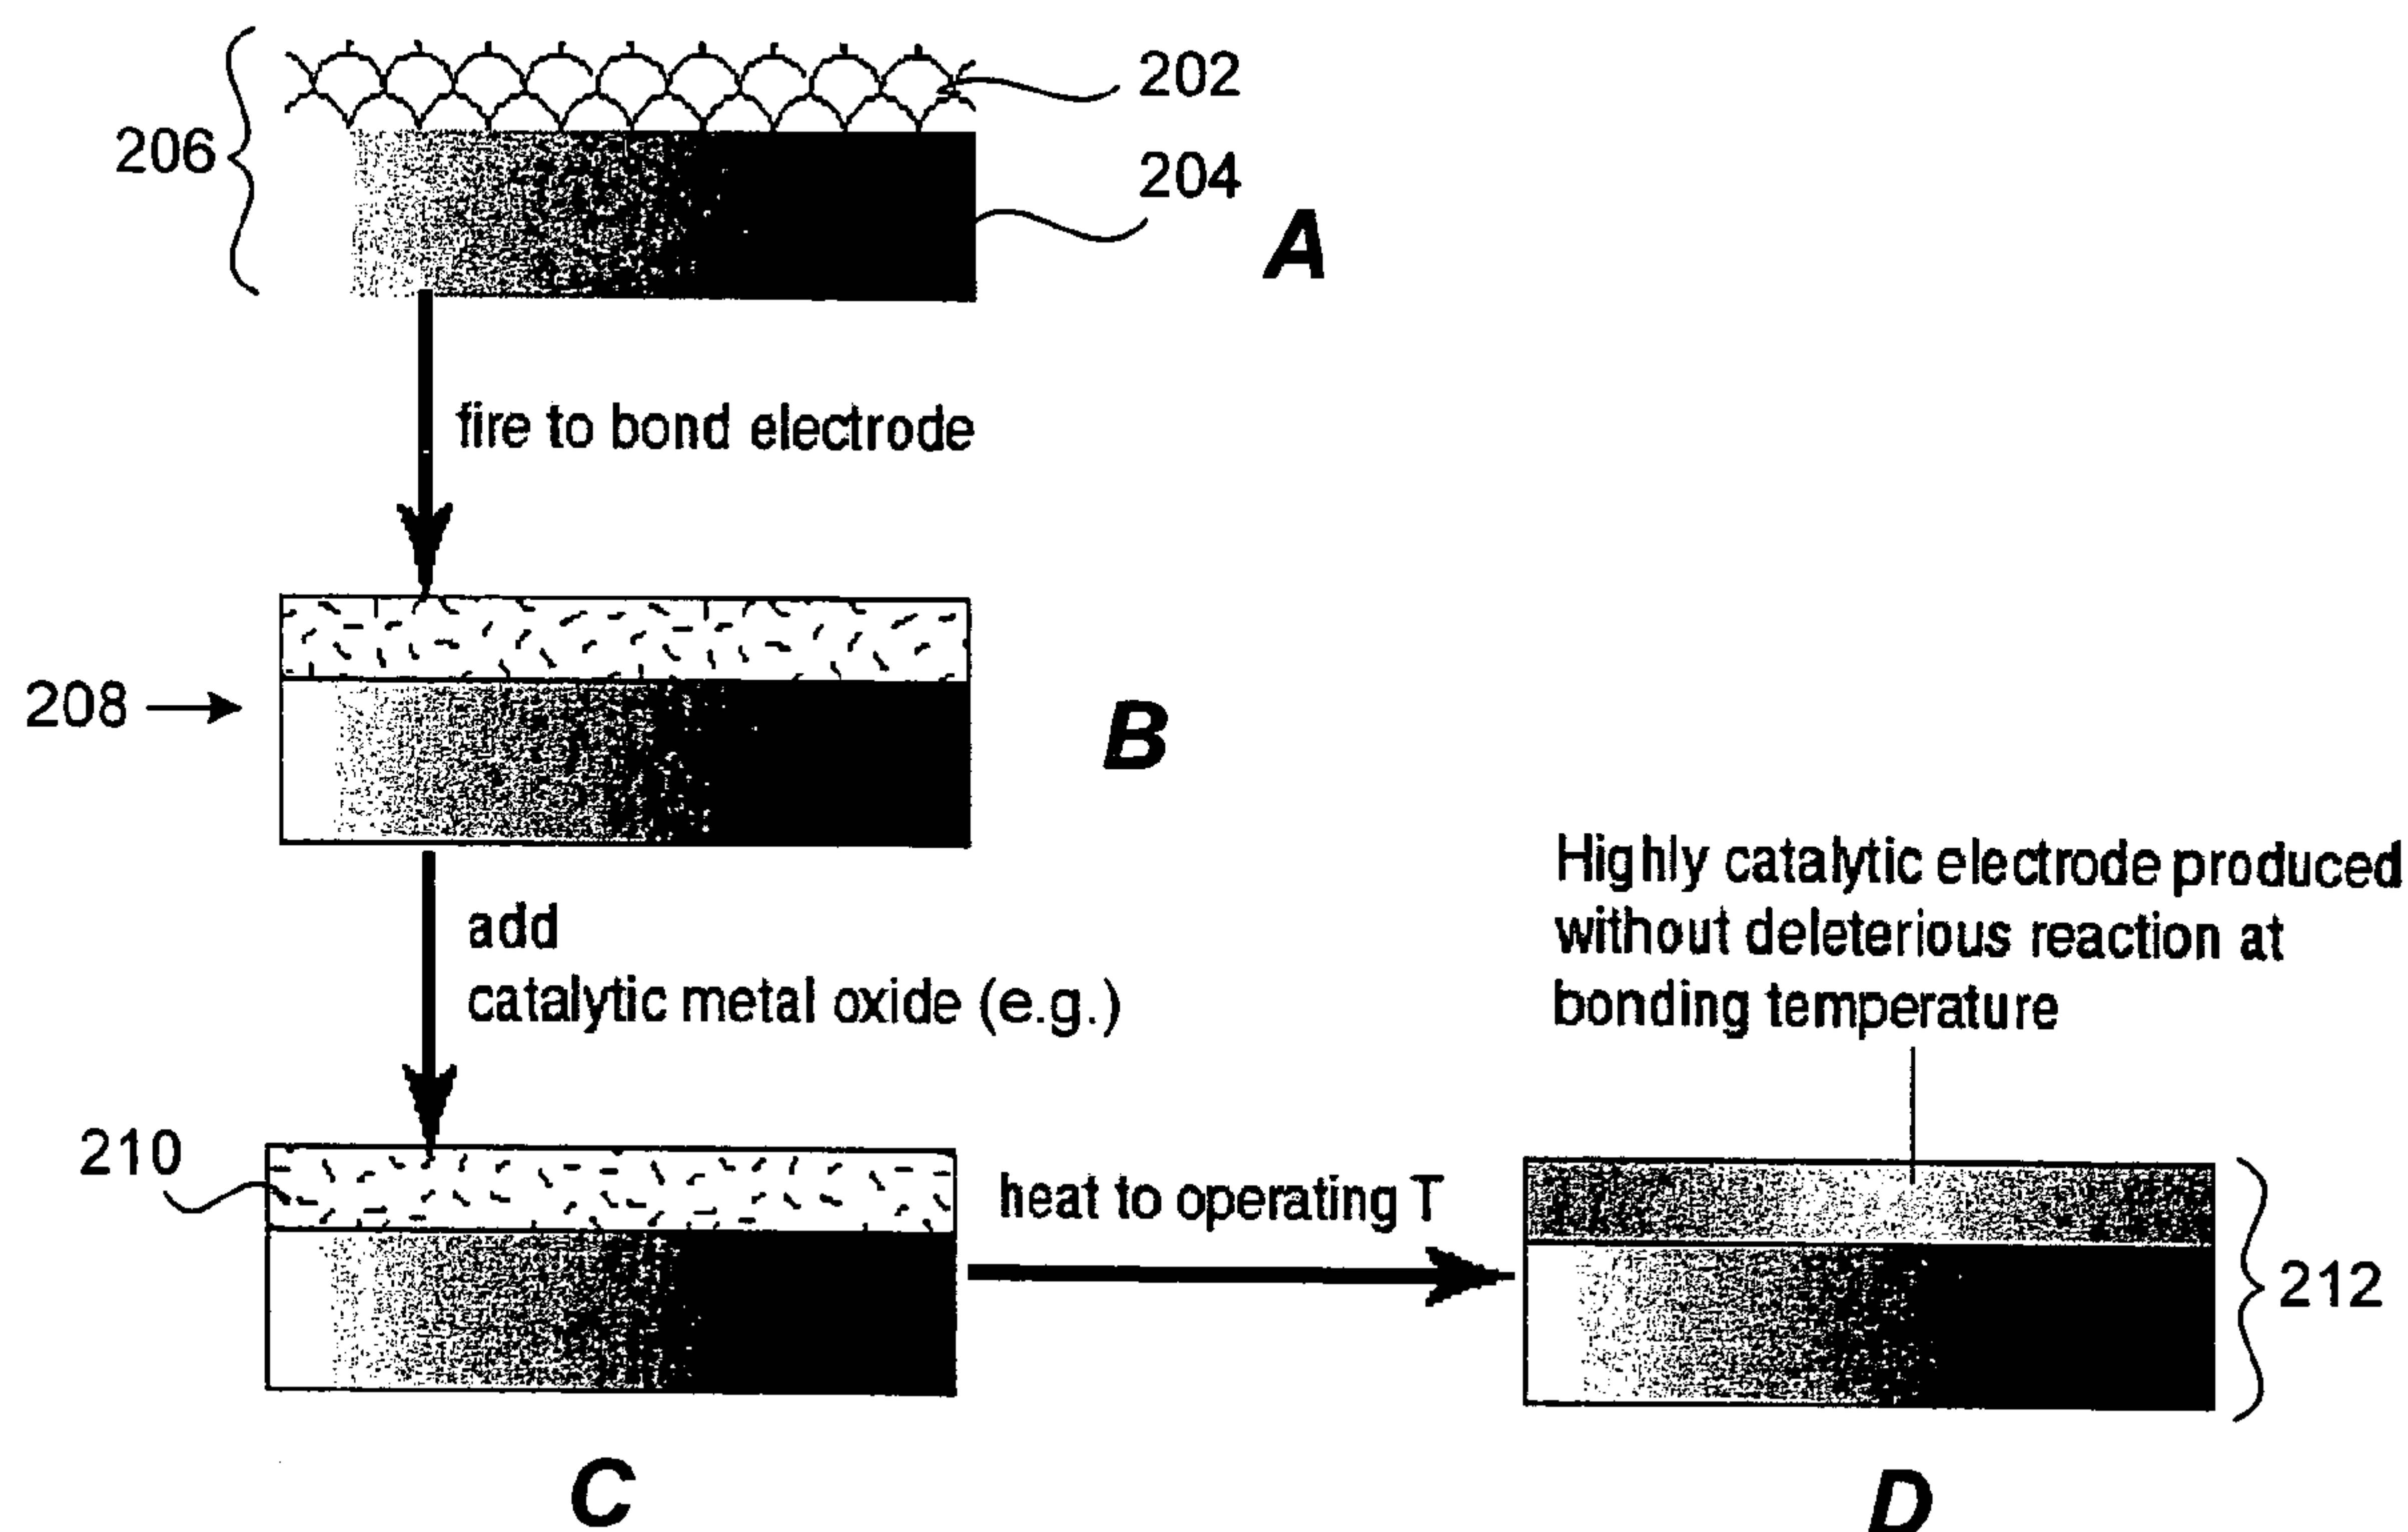 202
206
204
A
fire to bond electrode
208
B
add
catalytic metal oxide (e.g.)
Highly catalytic electrode produced
without deleterious reaction at
bonding temperature
210
heat to operating T
212
C
D